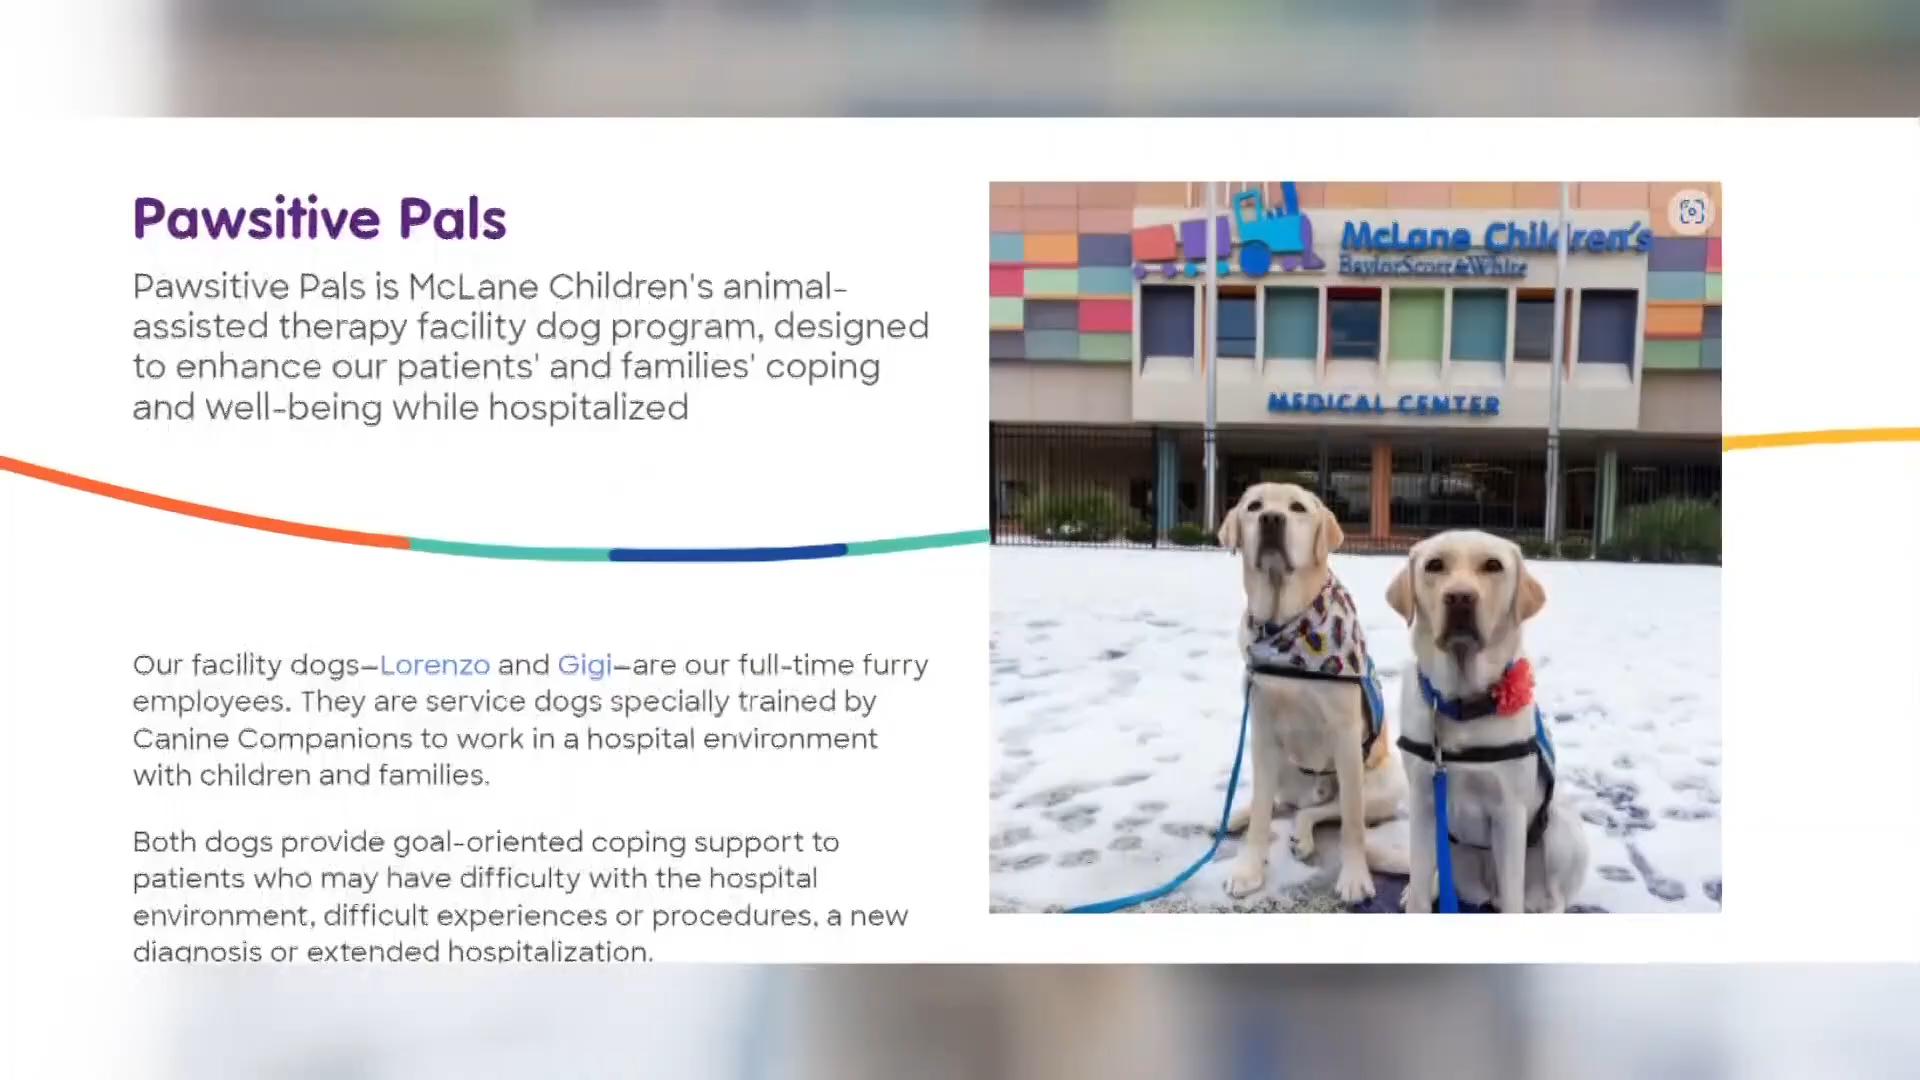 Pawsitive Pals
Pawsitive Pals is McLane Children's animal-
assisted therapy facility dog program, designed
to enhance our patients' and families' coping
and well-being while hospitalized
McLane Children's
BaylorScott&White
MEDICAL CENTER
Our facility dogs—Lorenzo and Gigi—are our full-time furry
employees. They are service dogs specially trained by
Canine Companions to work in a hospital environment
with children and families.
Both dogs provide goal-oriented coping support to
patients who may have difficulty with the hospital
environment, difficult experiences or procedures, a new
diagnosis or extended hospitalization.